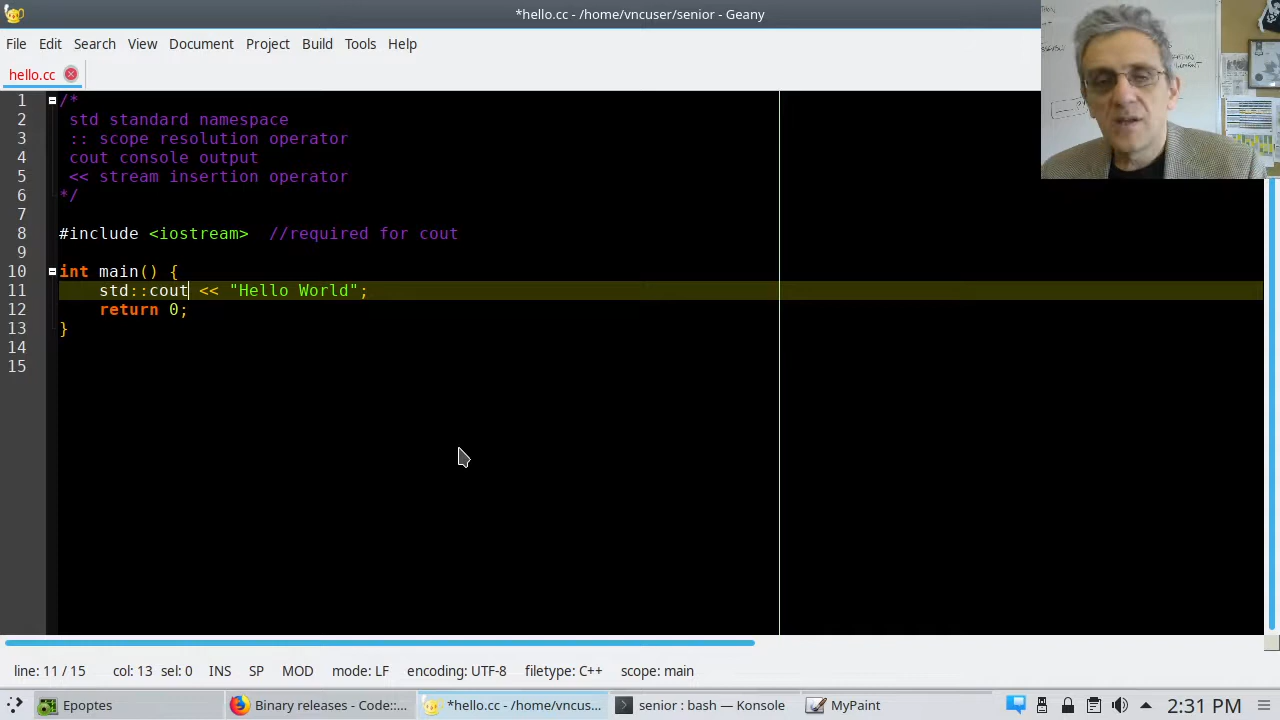 *hello.cc - /home/vncuser/senior - Geany
File Edit Search View Document Project Build Tools Help
hello.cc
1 /*
2 std standard namespace
3 :: scope resolution operator
4 cout console output
5 << stream insertion operator
6 */
7
8 #include <iostream> //required for cout
9
10 int main() {
11 std::cout << "Hello World";
12 return 0;
13 }
14
15
line: 11 / 15 col: 13 sel: 0 INS SP MOD mode: LF encoding: UTF-8 filetype: C++ scope: main
Epoptes Binary releases - Code::... *hello.cc - /home/vncus... senior : bash — Konsole MyPaint 2:31 PM